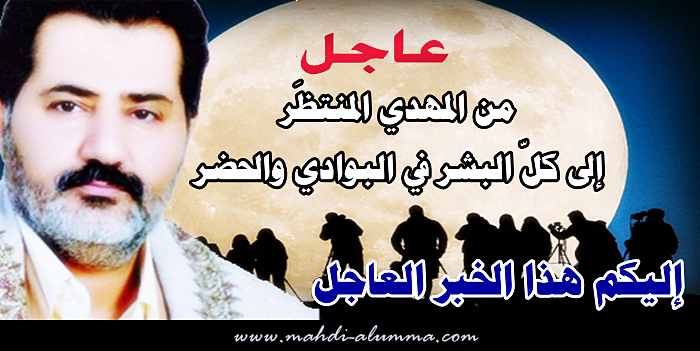 عاجل
من المهدي المنتظَر
إلى كلّ البشر في البوادي والحضر
إليكم هذا الخبر العاجل
www.mahdi-alumma.com